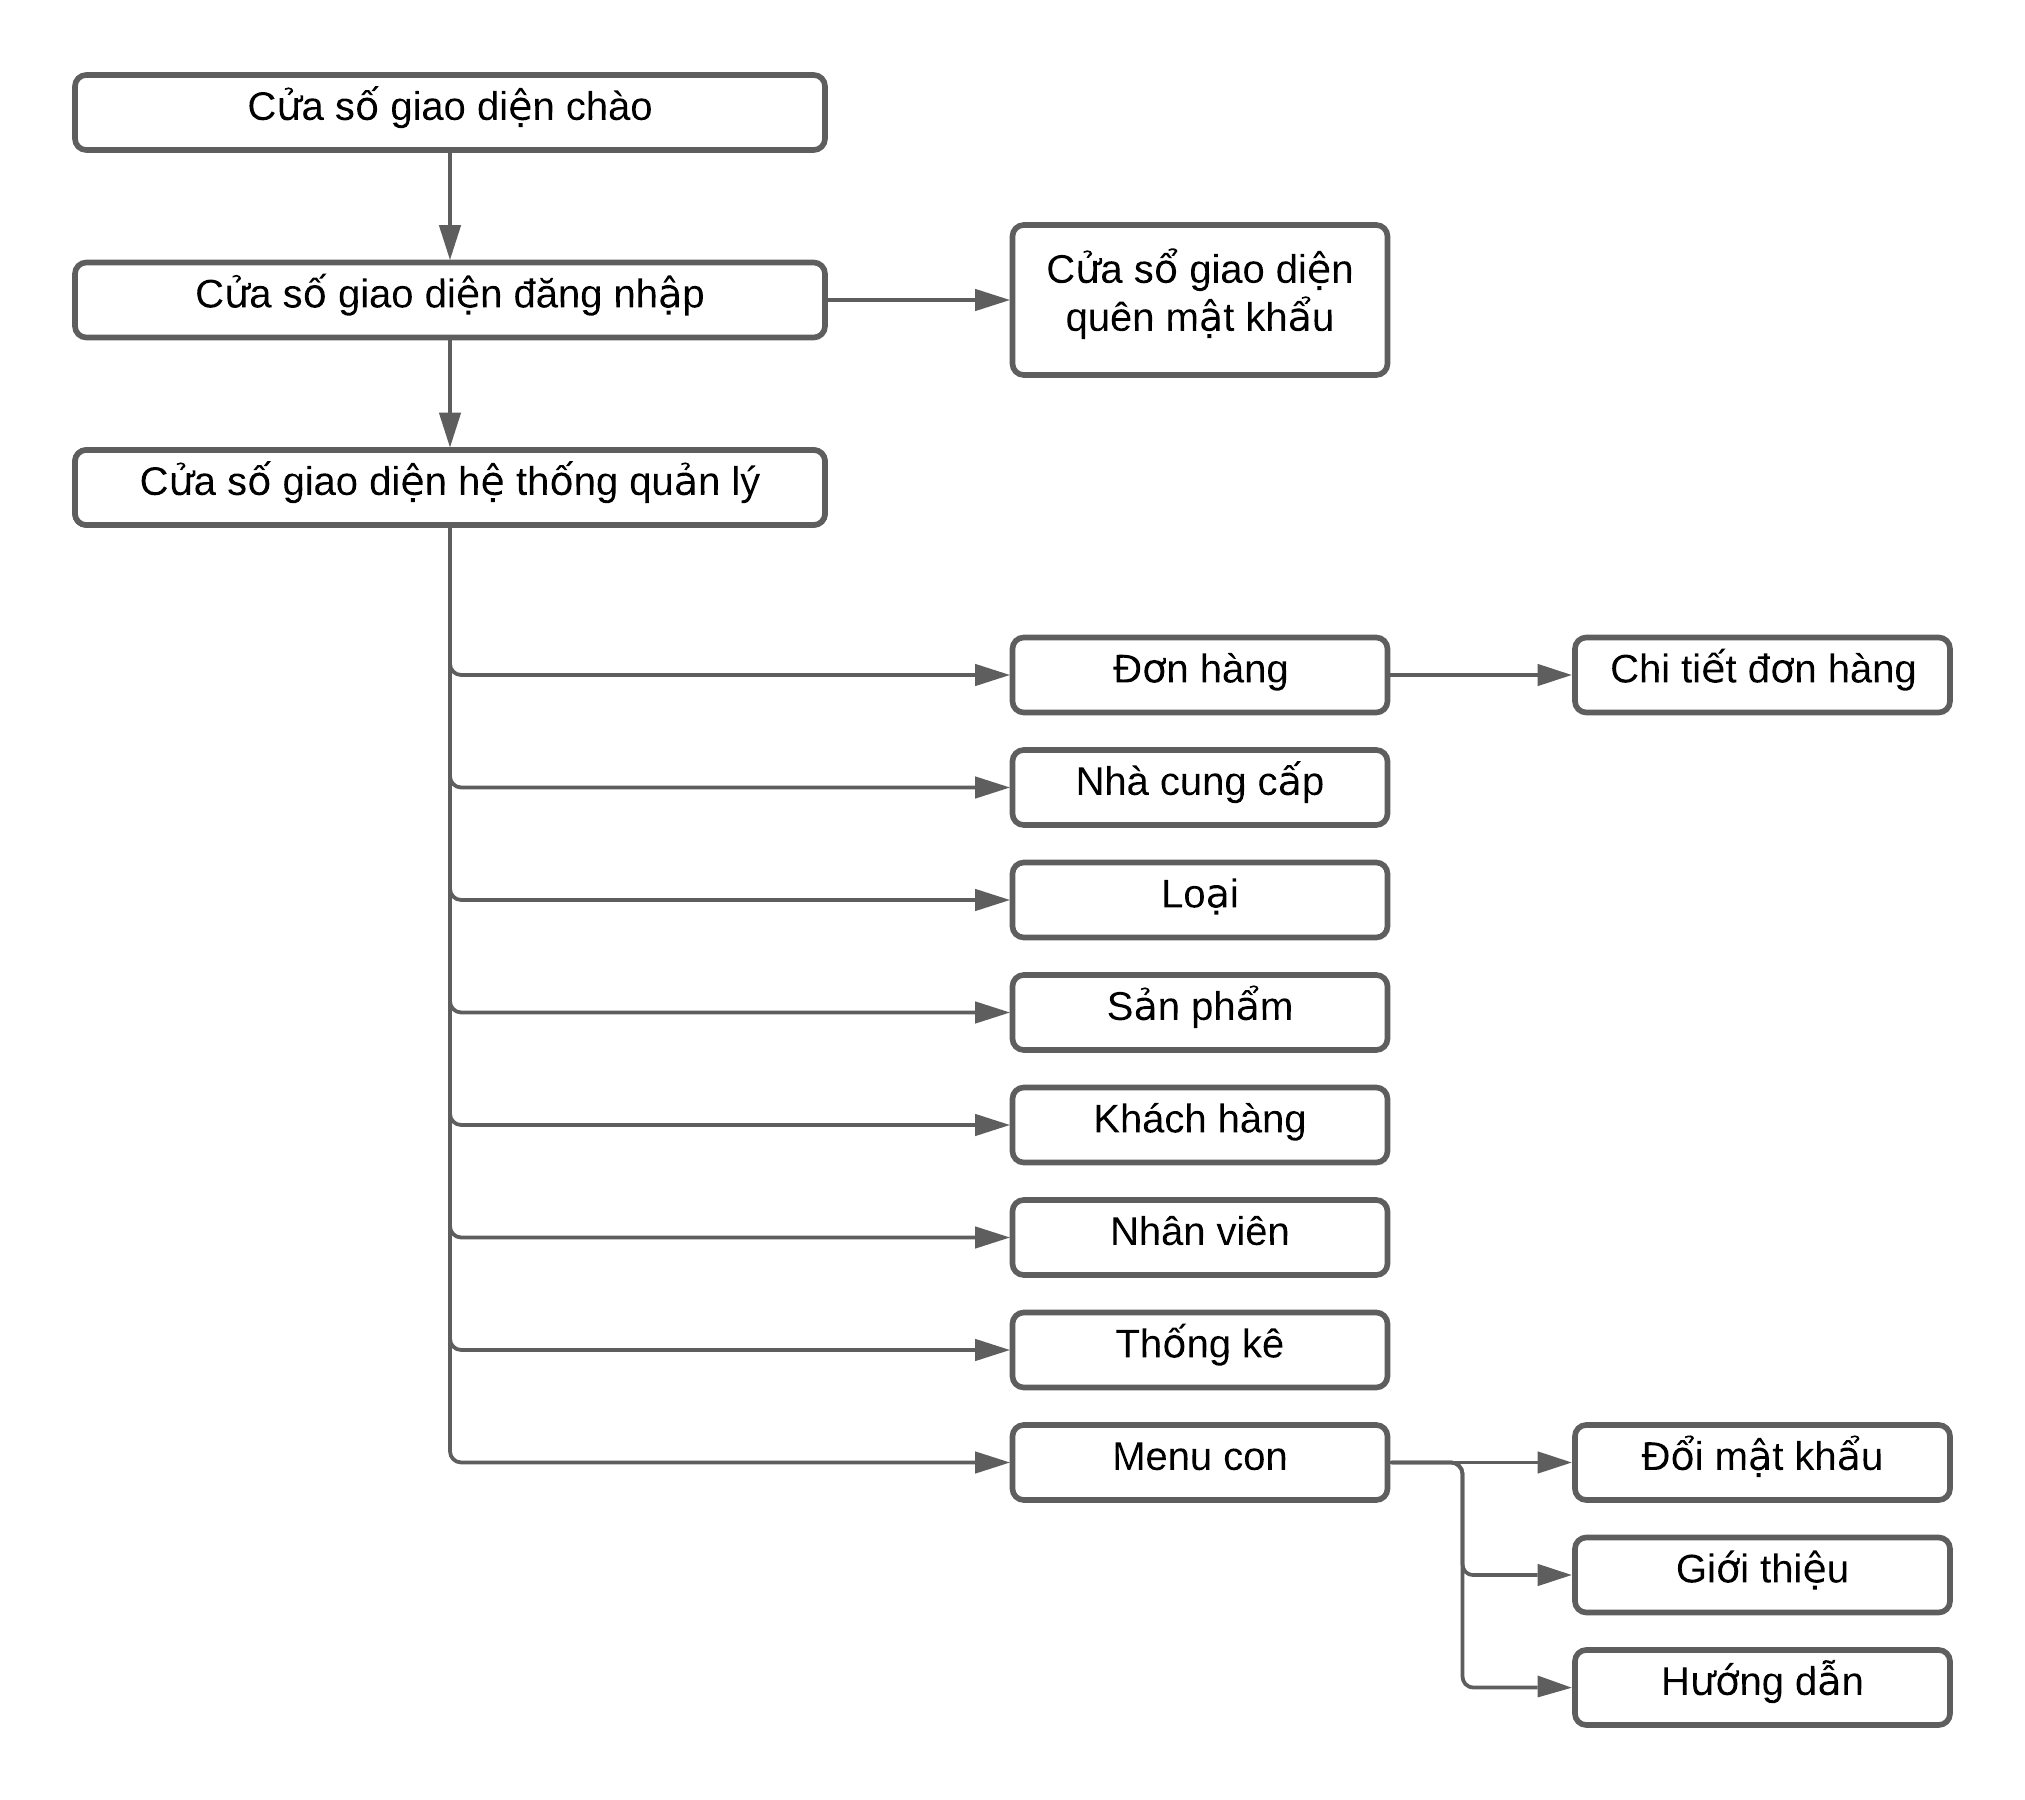 Cửa số giao diện chào
Cửa số giao diện đăng nhập
Cửa sổ giao diện
quên mật khẩu
Cửa số giao diện hệ thống quản lý
Đơn hàng
Chi tiết đơn hàng
Nhà cung cấp
Loại
Sản phẩm
Khách hàng
Nhân viên
Thống kê
Menu con
Đổi mật khẩu
Giới thiệu
Hướng dẫn